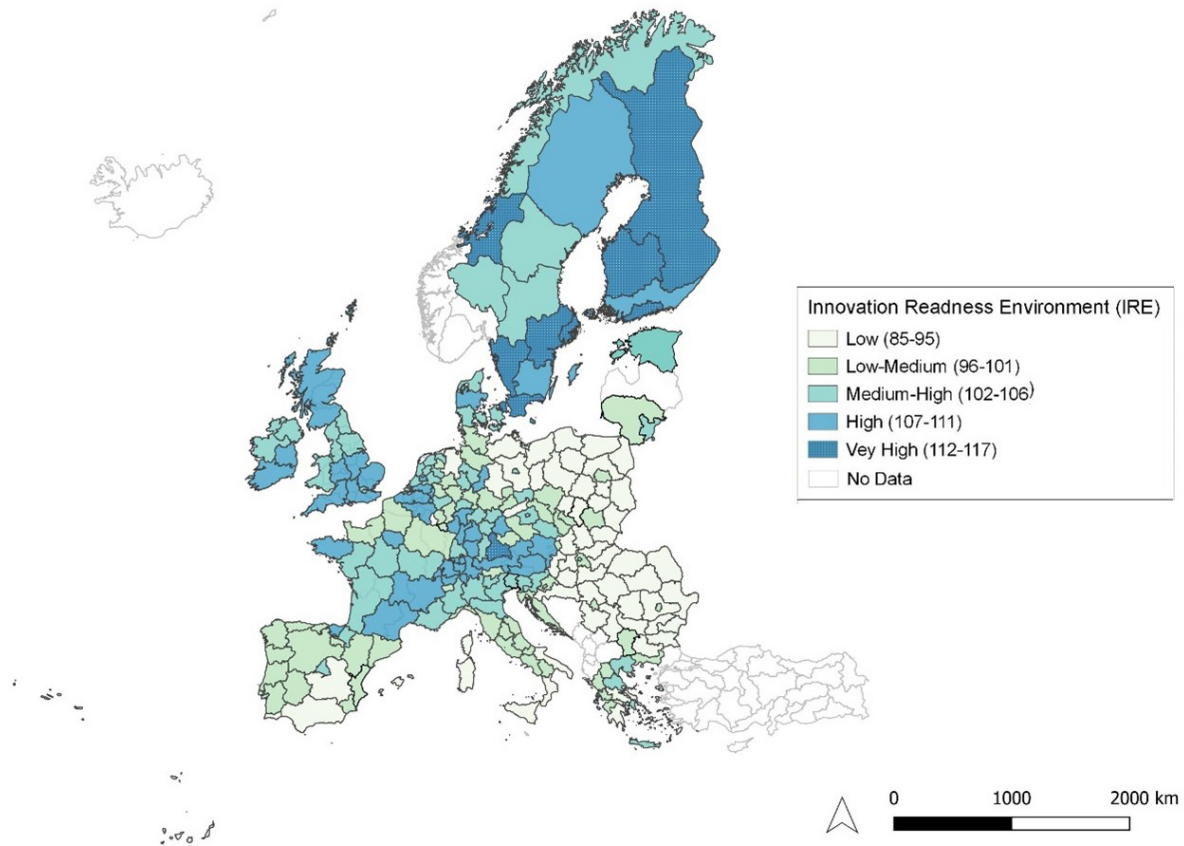 Innovation Readiness Environment (IRE)
Low (85-95)
Low-Medium (96-101)
Medium-High (102-106)
High (107-111)
Vey High (112-117)
No Data
0 1000 2000 km